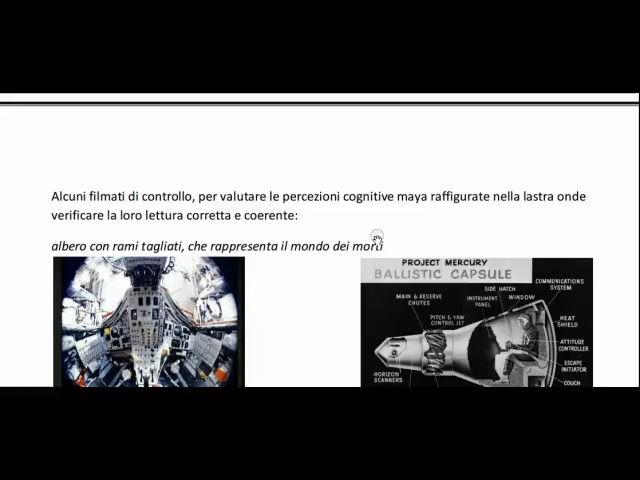 Alcuni filmati di controllo, per valutare le percezioni cognitive maya raffigurate nella lastra onde
verificare la loro lettura corretta e coerente:
albero con rami tagliati, che rappresenta il mondo dei morti
PROJECT MERCURY
BALLISTIC CAPSULE
COMMUNICATIONS
SYSTEM
SIDE HATCH
MAIN & RESERVE
CHUTES
INSTRUMENT
PANEL
WINDOW
PITCH & YAW
CONTROL JET
HEAT
SHIELD
ATTITUDE
CONTROLLER
ESCAPE
INITIATOR
HORIZON
SCANNERS
COUCH